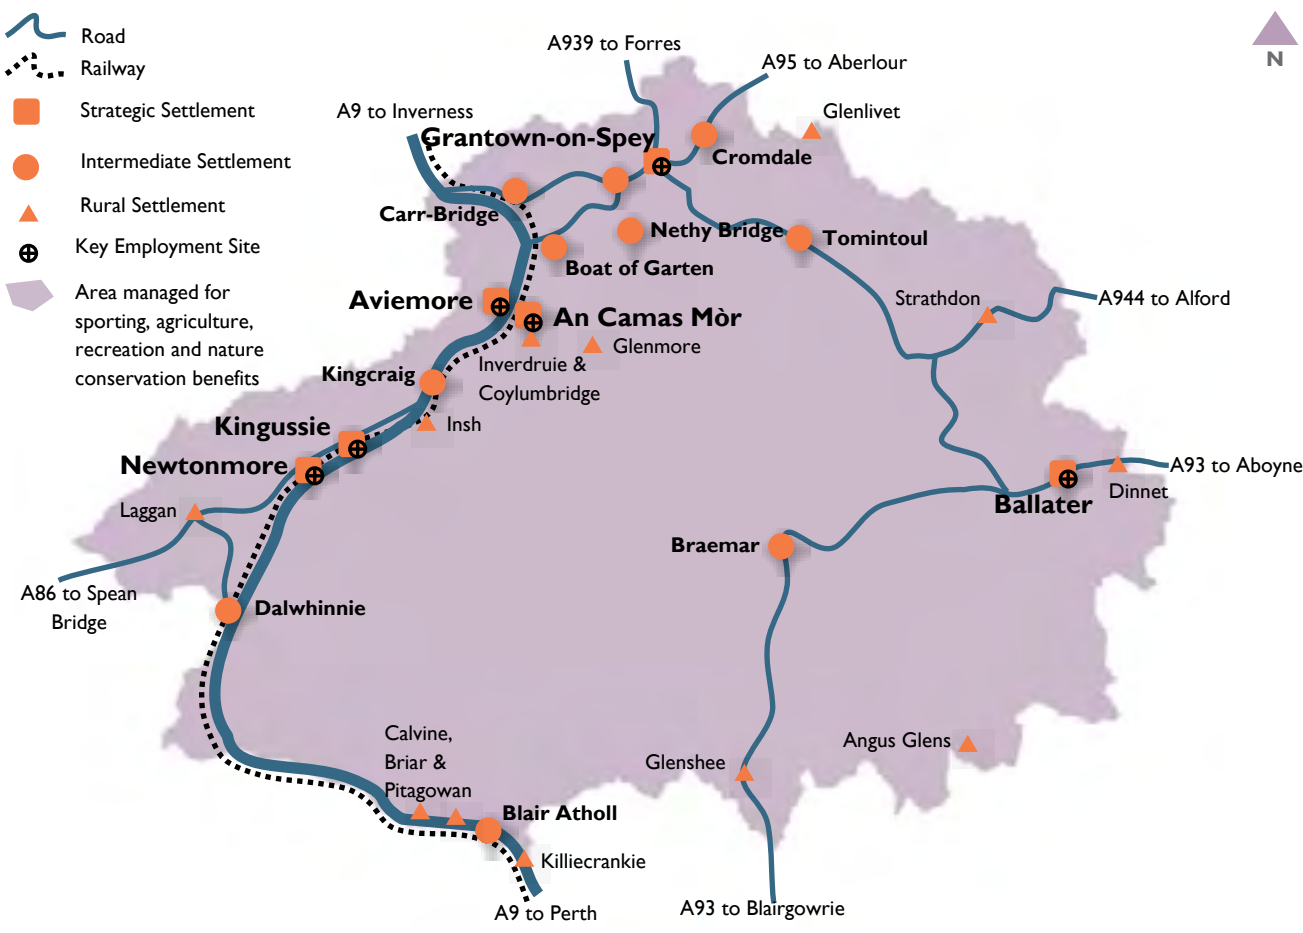 Road
Railway
Strategic Settlement
Intermediate Settlement
Rural Settlement
Key Employment Site
Area managed for
sporting, agriculture,
recreation and nature
conservation benefits
N
A939 to Forres
A95 to Aberlour
A9 to Inverness
Glenlivet
Grantown-on-Spey
Cromdale
Carr-Bridge
Nethy Bridge
Tomintoul
Boat of Garten
Aviemore
Strathdon
A944 to Alford
An Camas Mòr
Glenmore
Inverdruie &
Coylumbridge
Kingcraig
Insh
Kingussie
Newtonmore
A93 to Aboyne
Dinnet
Ballater
Laggan
Braemar
A86 to Spean
Bridge
Dalwhinnie
Calvine,
Briar &
Pitagowan
Angus Glens
Glenshee
Blair Atholl
Killiecrankie
A9 to Perth
A93 to Blairgowrie